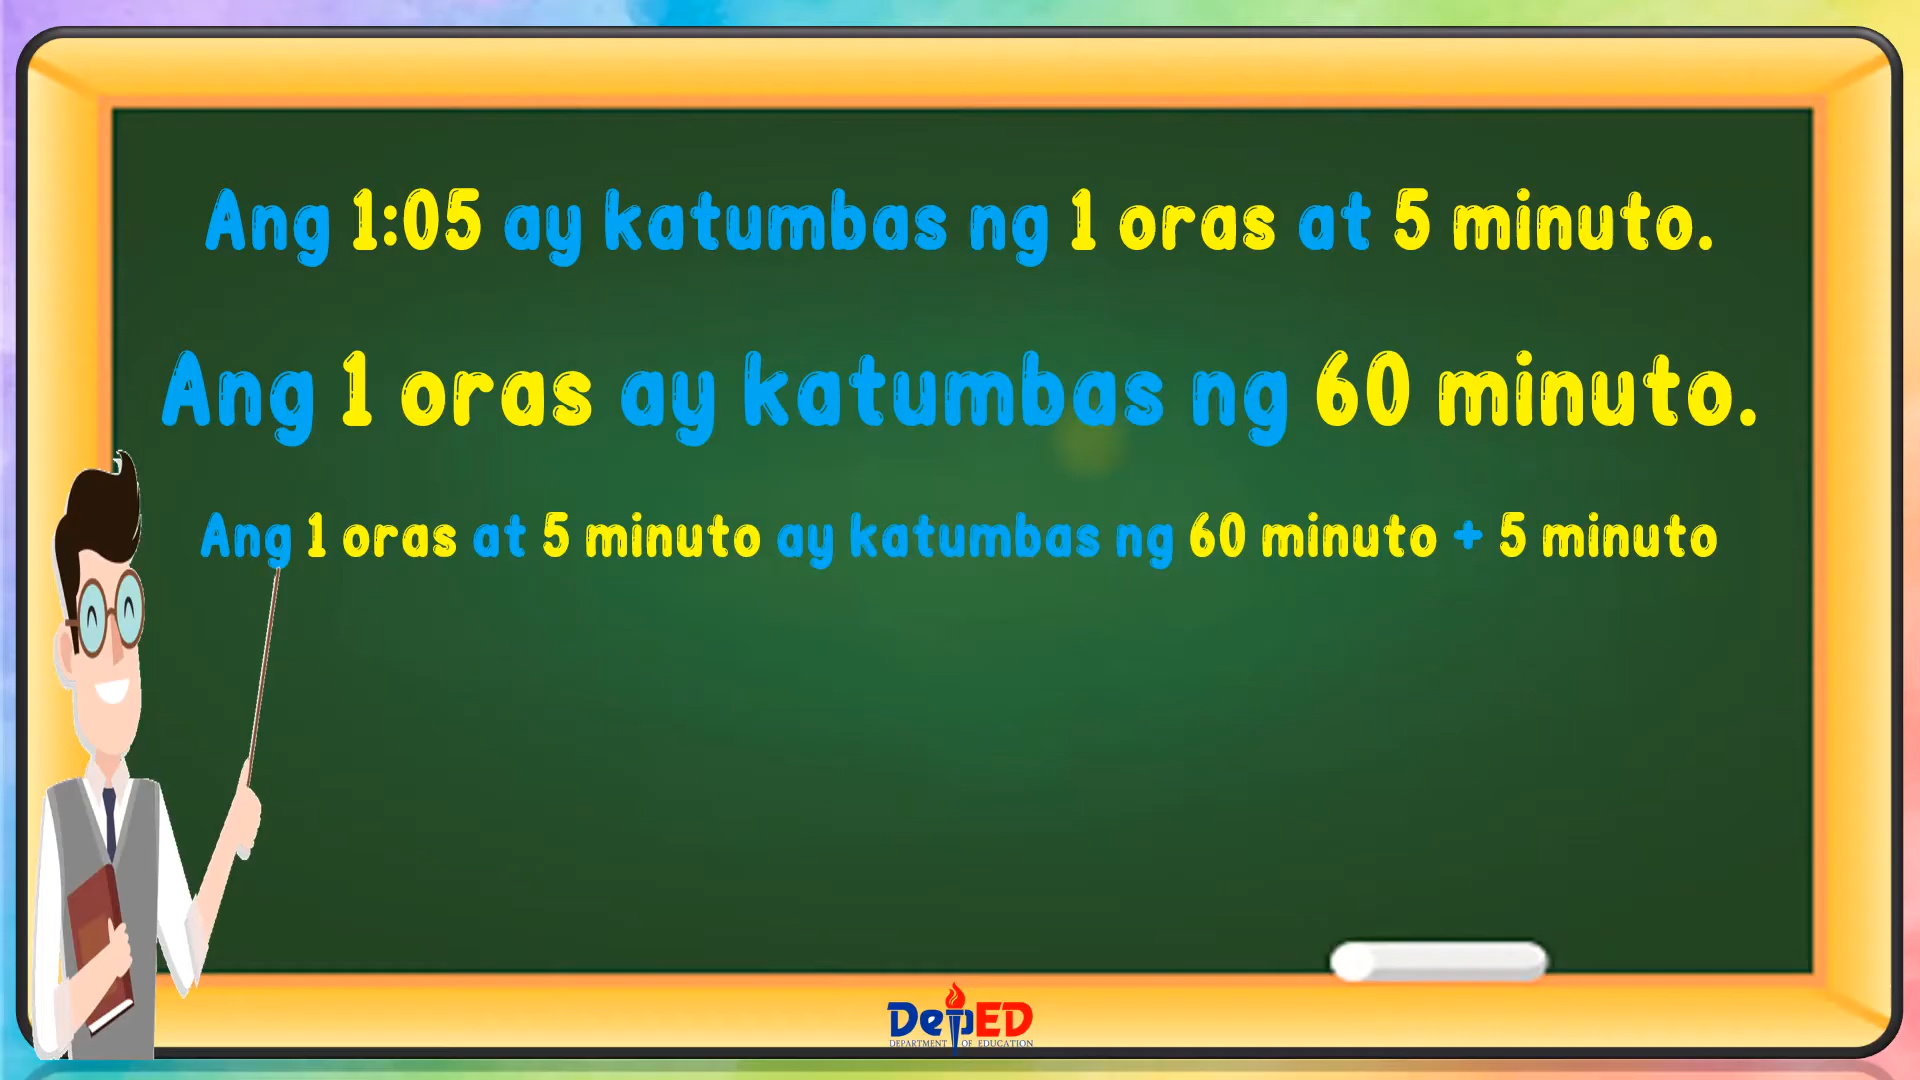 Ang 1:05 ay katumbas ng 1 oras at 5 minuto.
Ang 1 oras ay katumbas ng 60 minuto.
Ang 1 oras at 5 minuto ay katumbas ng 60 minuto + 5 minuto
DepED
DEPARTMENT OF EDUCATION